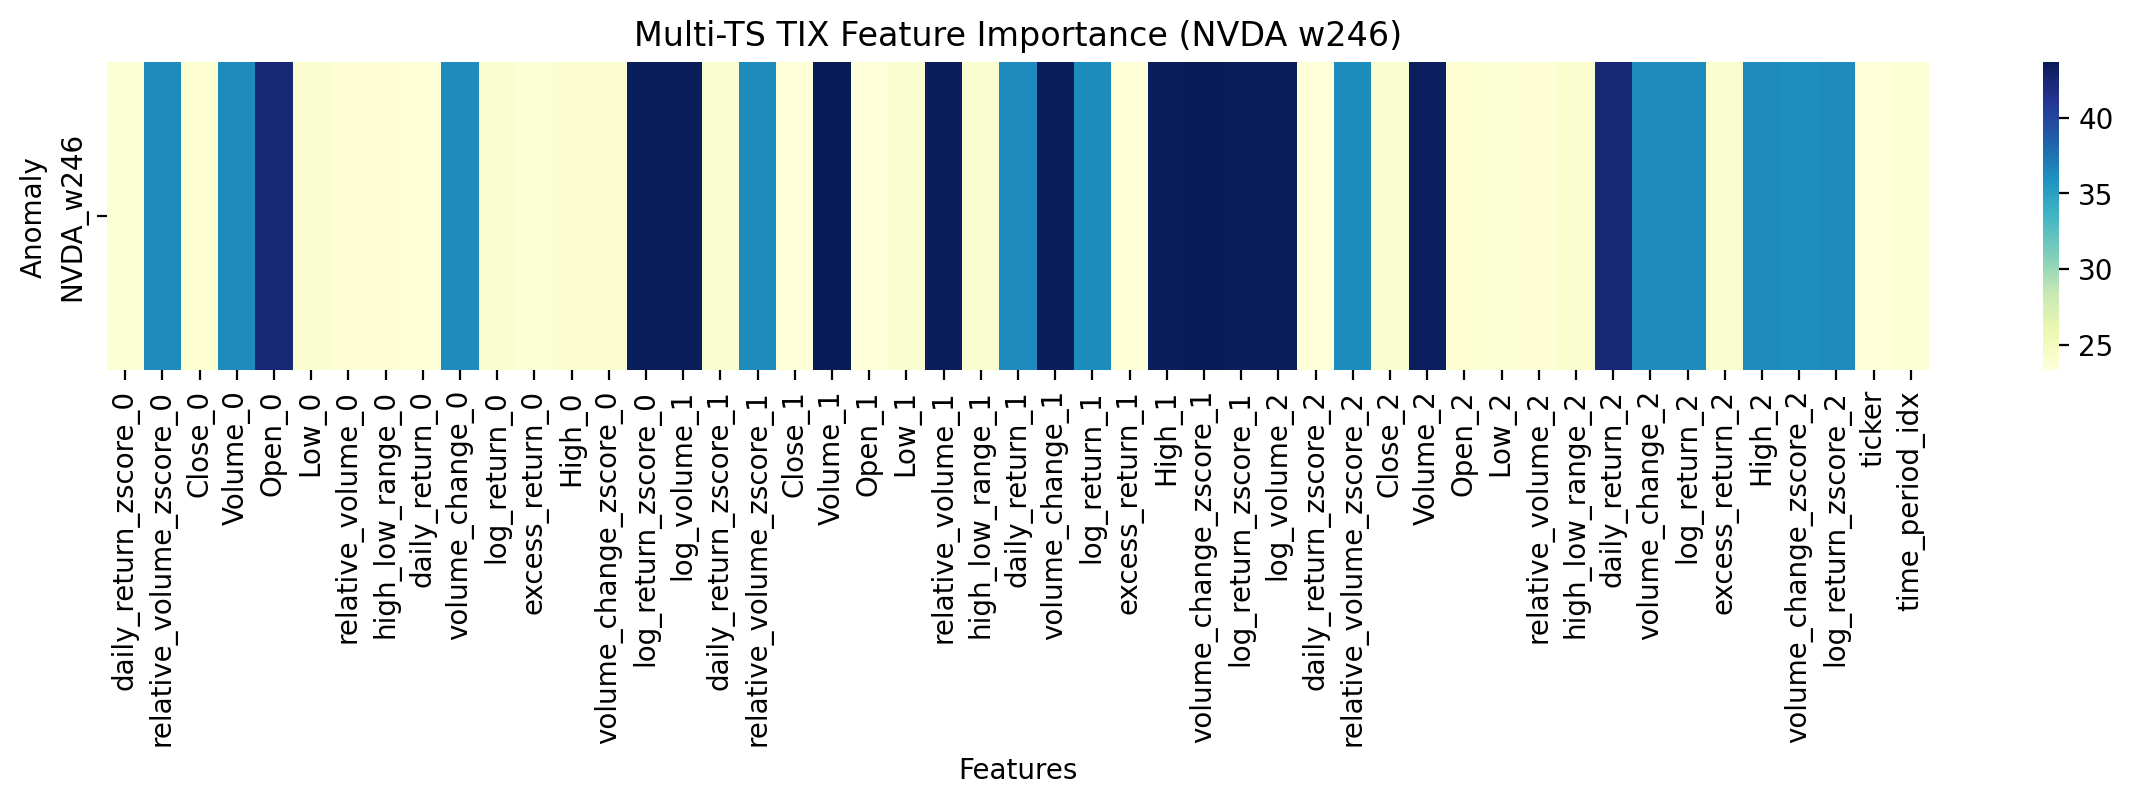 Multi-TS TIX Feature Importance (NVDA w246)
Anomaly
NVDA_w246
40
35
30
25
daily_return_zscore_0
relative_volume_zscore_0
Close_0
Volume_0
Open_0
Low_0
relative_volume_0
high_low_range_0
daily_return_0
volume_change_0
log_return_0
excess_return_0
High_0
volume_change_zscore_0
log_return_zscore_0
log_volume_1
daily_return_zscore_1
relative_volume_zscore_1
Close_1
Volume_1
Open_1
Low_1
relative_volume_1
high_low_range_1
daily_return_1
volume_change_1
log_return_1
excess_return_1
High_1
volume_change_zscore_1
log_return_zscore_1
log_volume_2
daily_return_zscore_2
relative_volume_zscore_2
Close_2
Volume_2
Open_2
Low_2
relative_volume_2
high_low_range_2
daily_return_2
volume_change_2
log_return_2
excess_return_2
High_2
volume_change_zscore_2
log_return_zscore_2
ticker
time_period_idx
Features